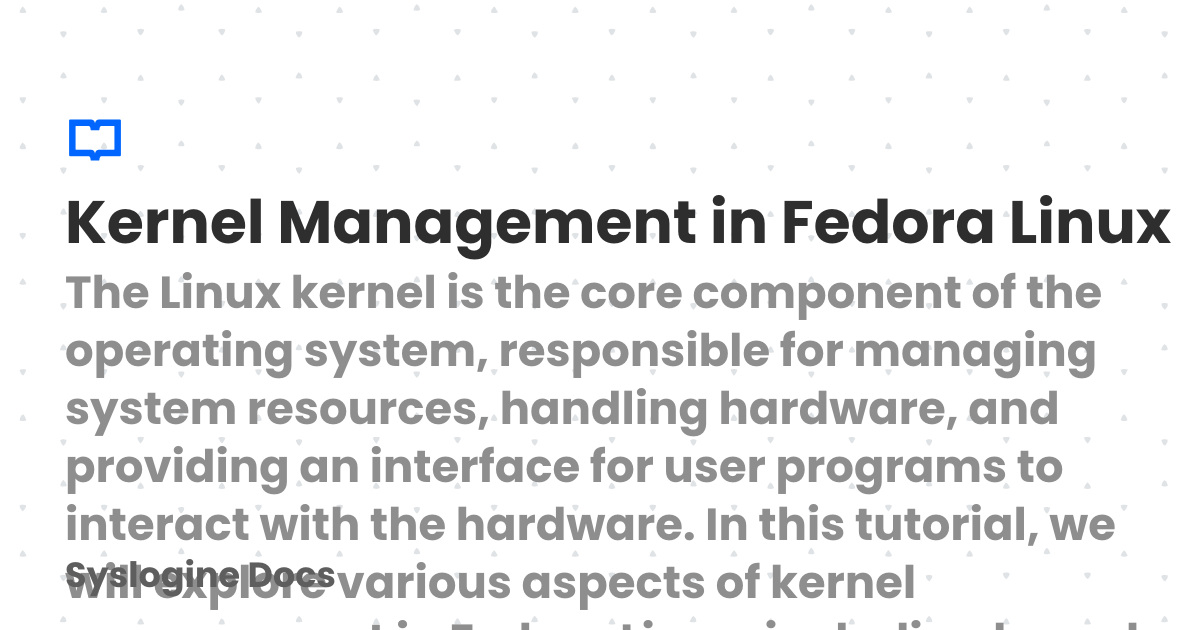 Kernel Management in Fedora Linux
The Linux kernel is the core component of the
operating system, responsible for managing
system resources, handling hardware, and
providing an interface for user programs to
interact with the hardware. In this tutorial, we
will explore various aspects of kernel
Syslogine Docs